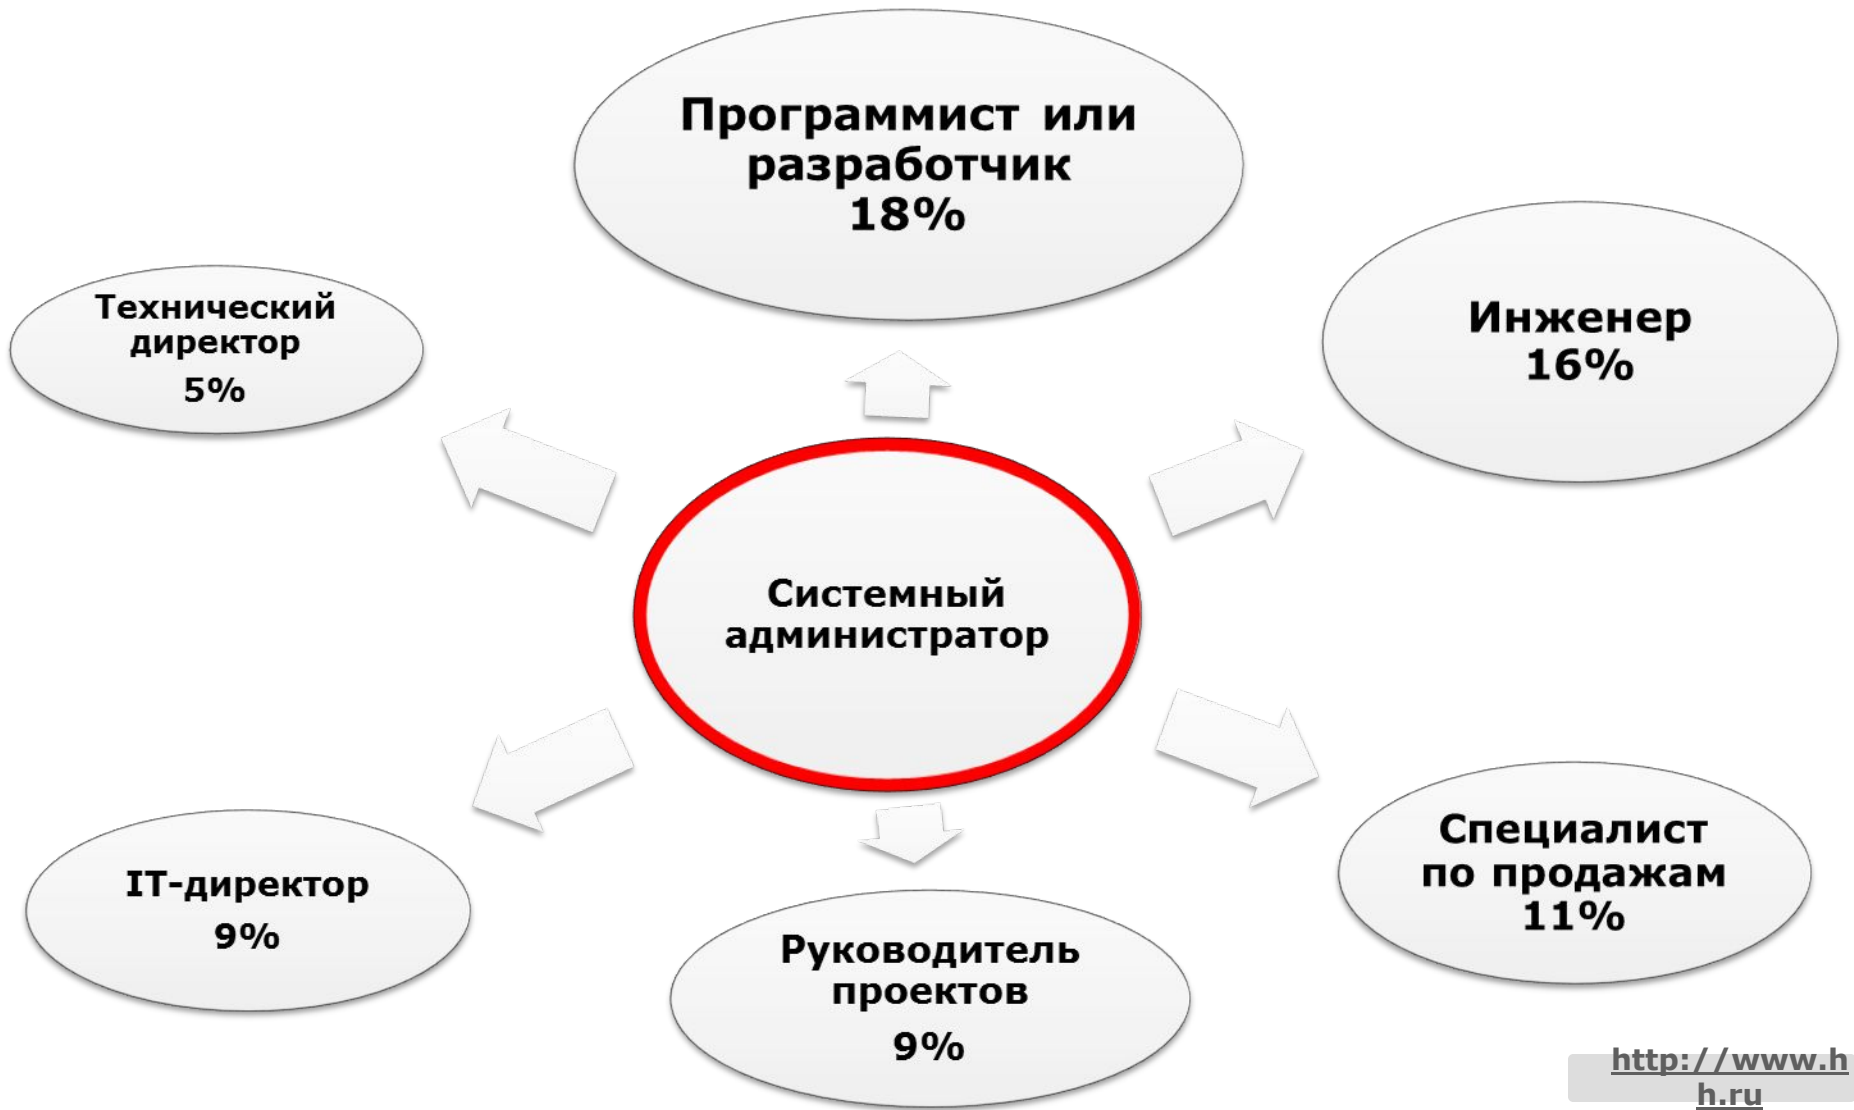 Программист или
разработчик
18%
Технический
директор
5%
Инженер
16%
Системный
администратор
IT-директор
9%
Руководитель
проектов
9%
Специалист
по продажам
11%
http://www.h
h.ru